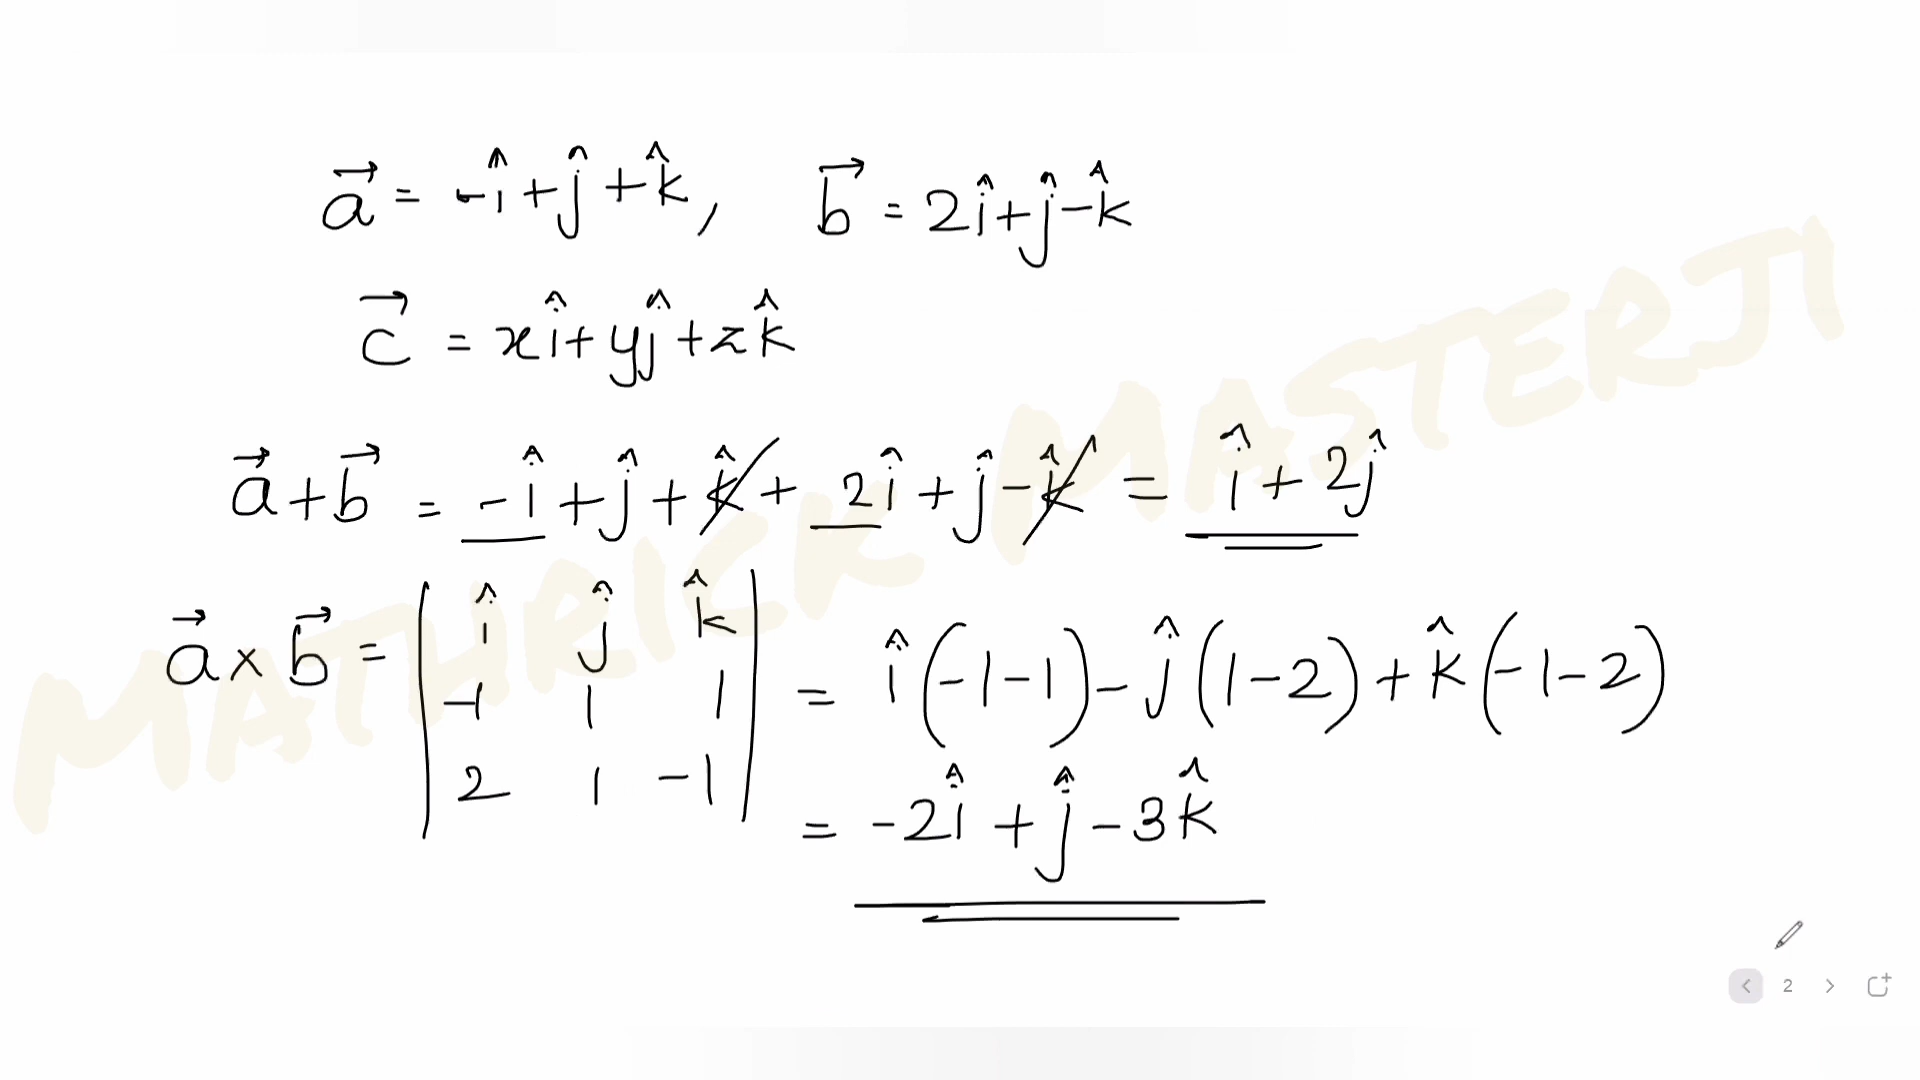 a⃗ = -î+ĵ+k̂, b⃗ = 2î+ĵ-k̂
c⃗ = xî+yĵ+zk̂
a⃗+b⃗ = -î+ĵ+k̂+ 2î+ĵ-k̂ = î+2ĵ
a⃗×b⃗ = | î ĵ k̂ |
-1 1 1
2 1 -1
= î(-1-1)-ĵ(1-2)+k̂(-1-2)
= -2î+ĵ-3k̂
MATHRICK MASTERJI
2